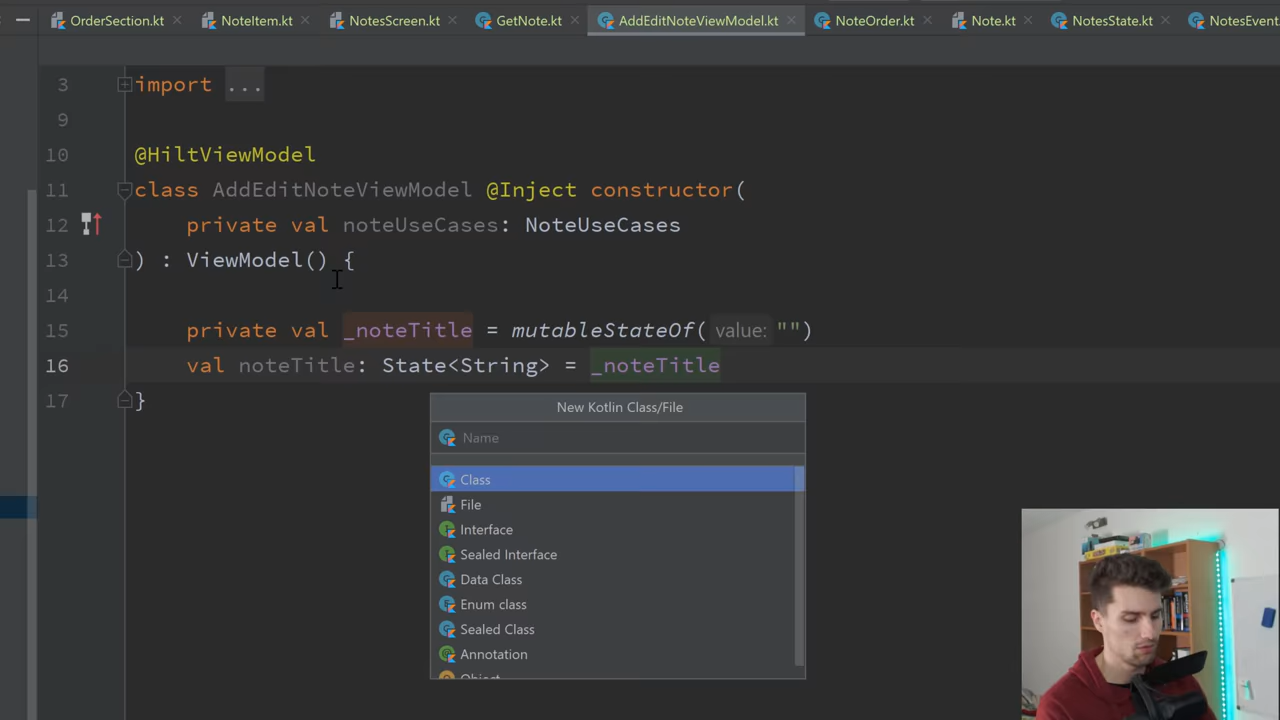 OrderSection.kt NoteItem.kt NotesScreen.kt GetNote.kt AddEditNoteViewModel.kt NoteOrder.kt Note.kt NotesState.kt NotesEvent
3 import ...
9
10 @HiltViewModel
11 class AddEditNoteViewModel @Inject constructor(
12 private val noteUseCases: NoteUseCases
13 ) : ViewModel() {
14
15 private val _noteTitle = mutableStateOf( value: "")
16 val noteTitle: State<String> = _noteTitle
17 }
New Kotlin Class/File
Name
Class
File
Interface
Sealed Interface
Data Class
Enum class
Sealed Class
Annotation
Object